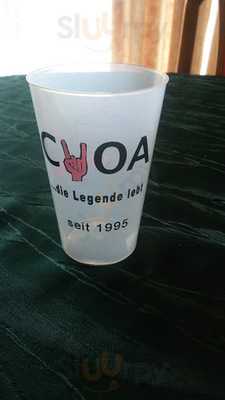 C🤘OA
...die Legende lebt
seit 1995